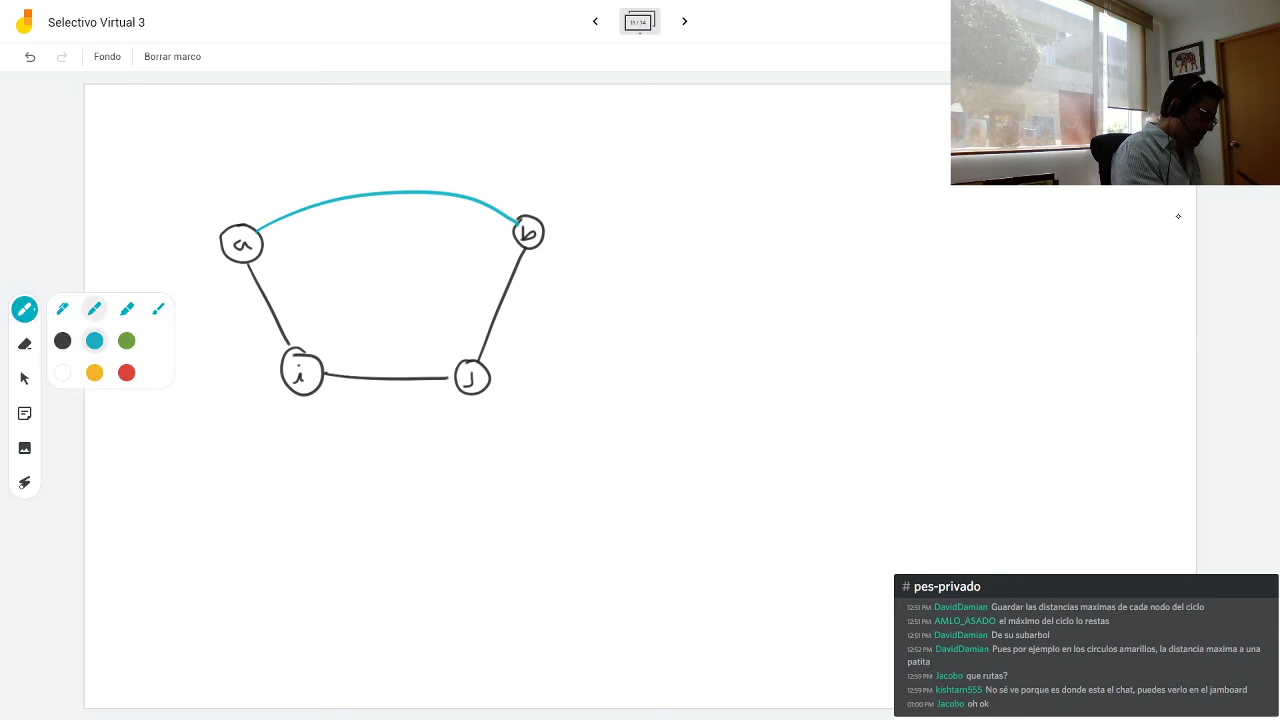 Selectivo Virtual 3
11 / 14
Fondo
Borrar marco
a
b
i
j
# pes-privado
12:51 PM DavidDamian Guardar las distancias maximas de cada nodo del ciclo
12:51 PM AMLO_ASADO el máximo del ciclo lo restas
12:51 PM DavidDamian De su subarbol
12:52 PM DavidDamian Pues por ejemplo en los circulos amarillos, la distancia maxima a una
patita
12:59 PM Jacobo que rutas?
12:59 PM kishtarn555 No sé ve porque es donde esta el chat, puedes verlo en el jamboard
01:00 PM Jacobo oh ok